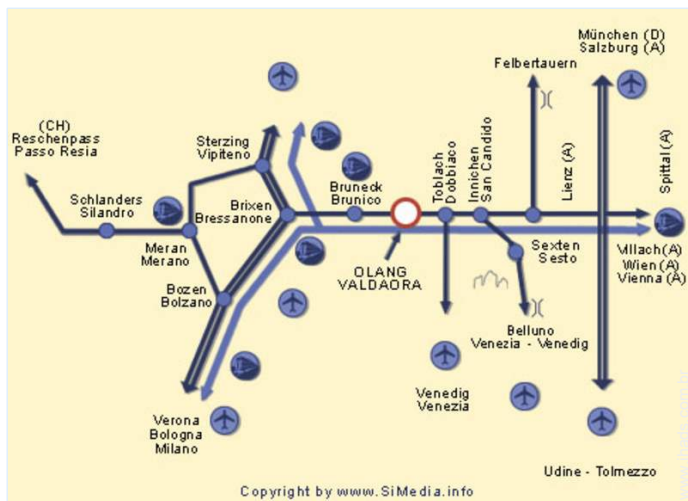 München (D)
Salzburg (A)
Felbertauern
(CH)
Reschenpass
Passo Resia
Sterzing
Vipiteno
Schlanders
Silandro
Brixen
Bressanone
Bruneck
Brunico
Toblach
Dobbiaco
Innichen
San Candido
Lienz (A)
Spittal (A)
Meran
Merano
OLANG
VALDAORA
Sexten
Sesto
VIllach(A)
Wien (A)
Vienna (A)
Bozen
Bolzano
Belluno
Venezia - Venedig
Venedig
Venezia
Verona
Bologna
Milano
Udine - Tolmezzo
Copyright by www.SiMedia.info